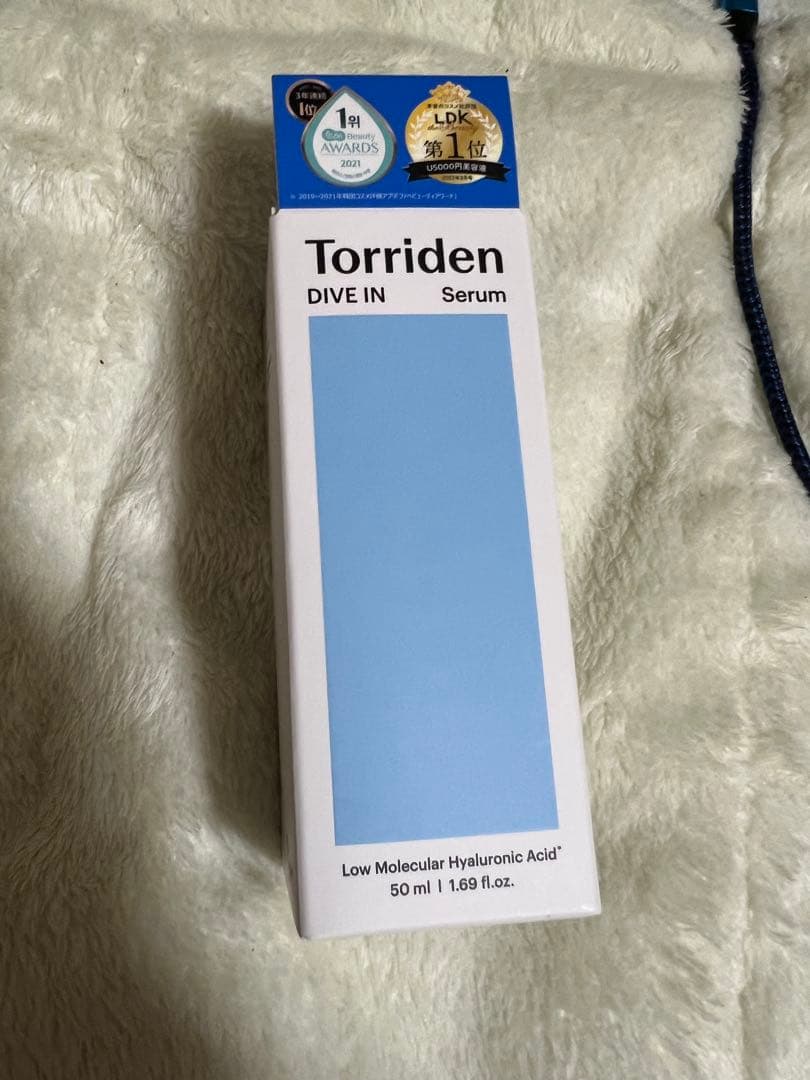 3年連続
1位
1위
Beauty
AWARDS
2021
LDK
第1位
U5000円美容液
Torriden
DIVE IN Serum
Low Molecular Hyaluronic Acid*
50 ml | 1.69 fl.oz.